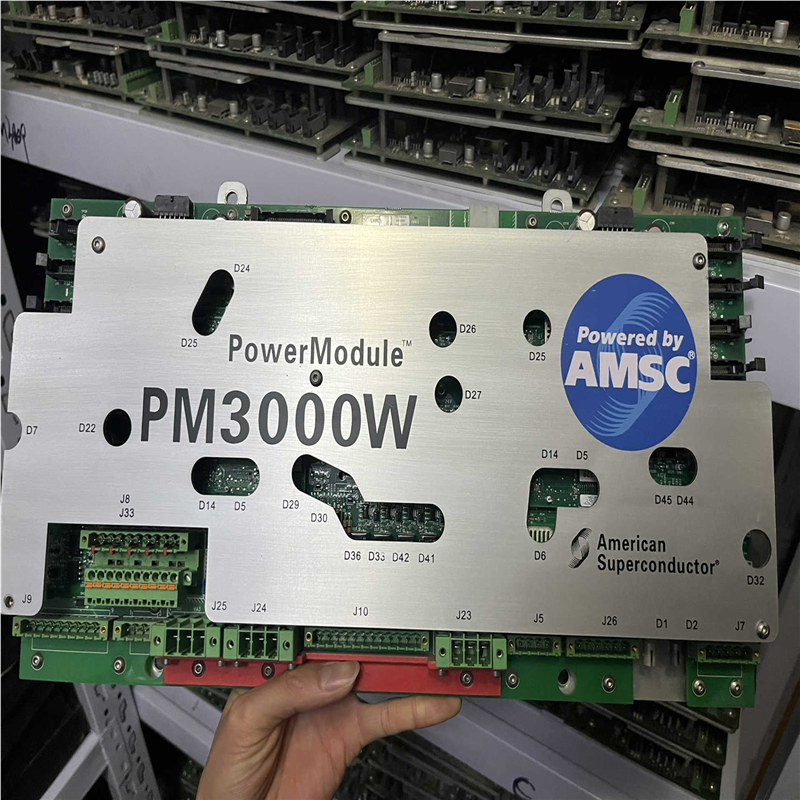 D24
D25
PowerModule™
D26
D25
Powered by
AMSC®
D27
D7
D22
PM3000W
D14 D5
D29
D30
D36 D35 D42 D41
D14 D5
D6
D45 D44
American
Superconductor®
D32
J8
J33
J9
J25
J24
J10
J23
J5
J26
D1
D2
J7